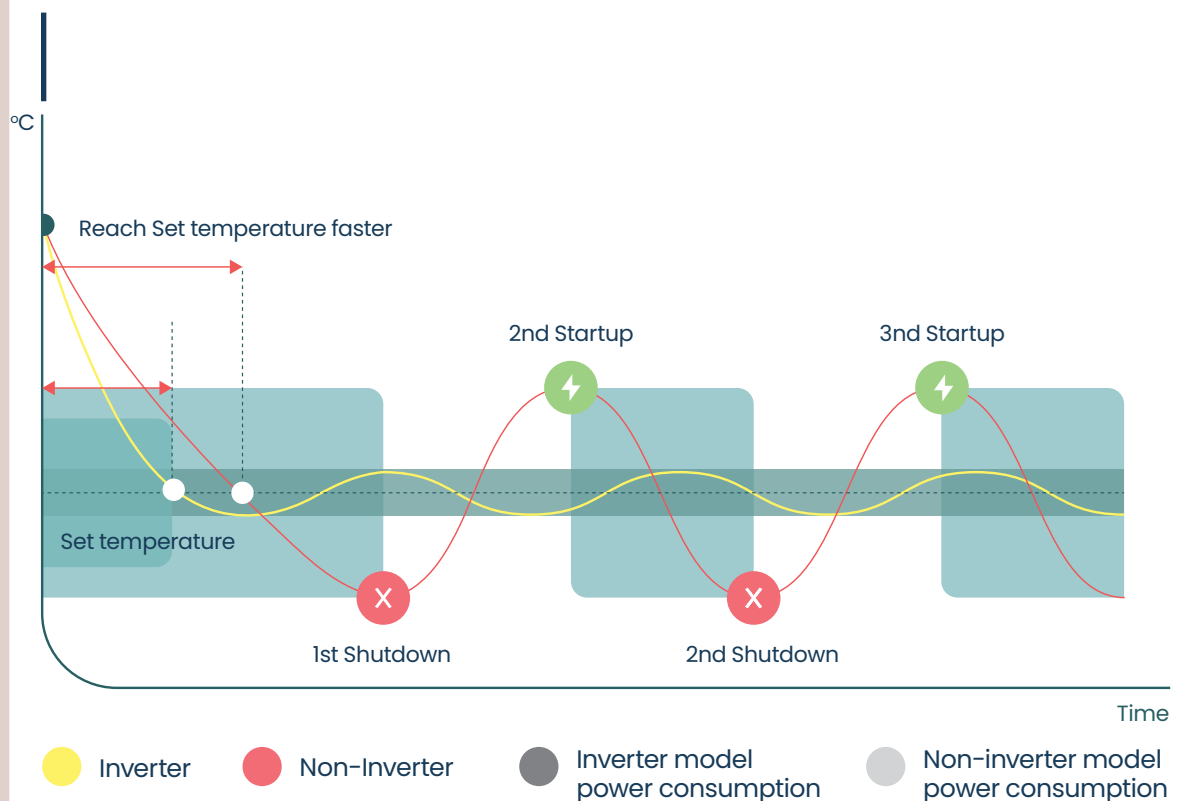 °C
Reach Set temperature faster
2nd Startup
3rd Startup
Set temperature
1st Shutdown
2nd Shutdown
Time
Inverter
Non-Inverter
Inverter model
power consumption
Non-inverter model
power consumption